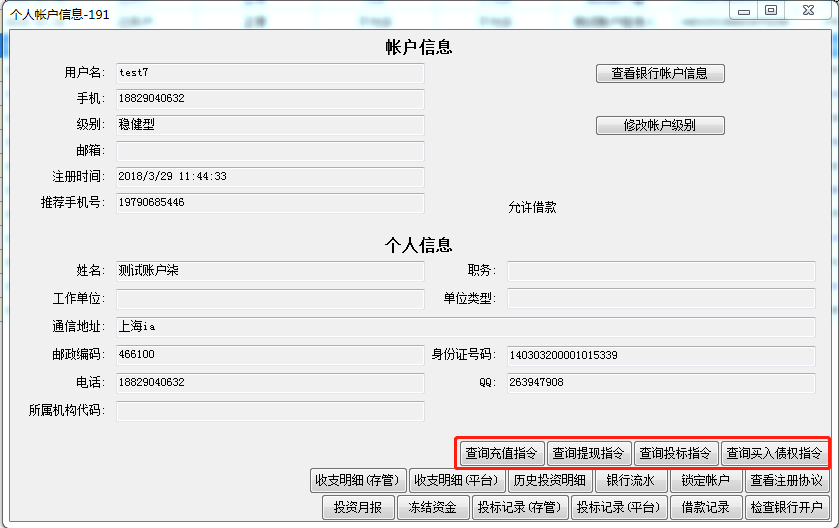 个人帐户信息-191
帐户信息
用户名: test7 查看银行帐户信息
手机: 18829040632
级别: 稳健型 修改帐户级别
邮箱:
注册时间: 2018/3/29 11:44:33
推荐手机号: 19790685446 允许借款
个人信息
姓名: 测试账户柒 职务:
工作单位: 单位类型:
通信地址: 上海ia
邮政编码: 466100 身份证号码: 140303200001015339
电话: 18829040632 QQ: 263947908
所属机构代码:
查询充值指令 查询提现指令 查询投标指令 查询买入债权指令
收支明细(存管) 收支明细(平台) 历史投资明细 银行流水 锁定帐户 查看注册协议
投资月报 冻结资金 投标记录(存管) 投标记录(平台) 借款记录 检查银行开户